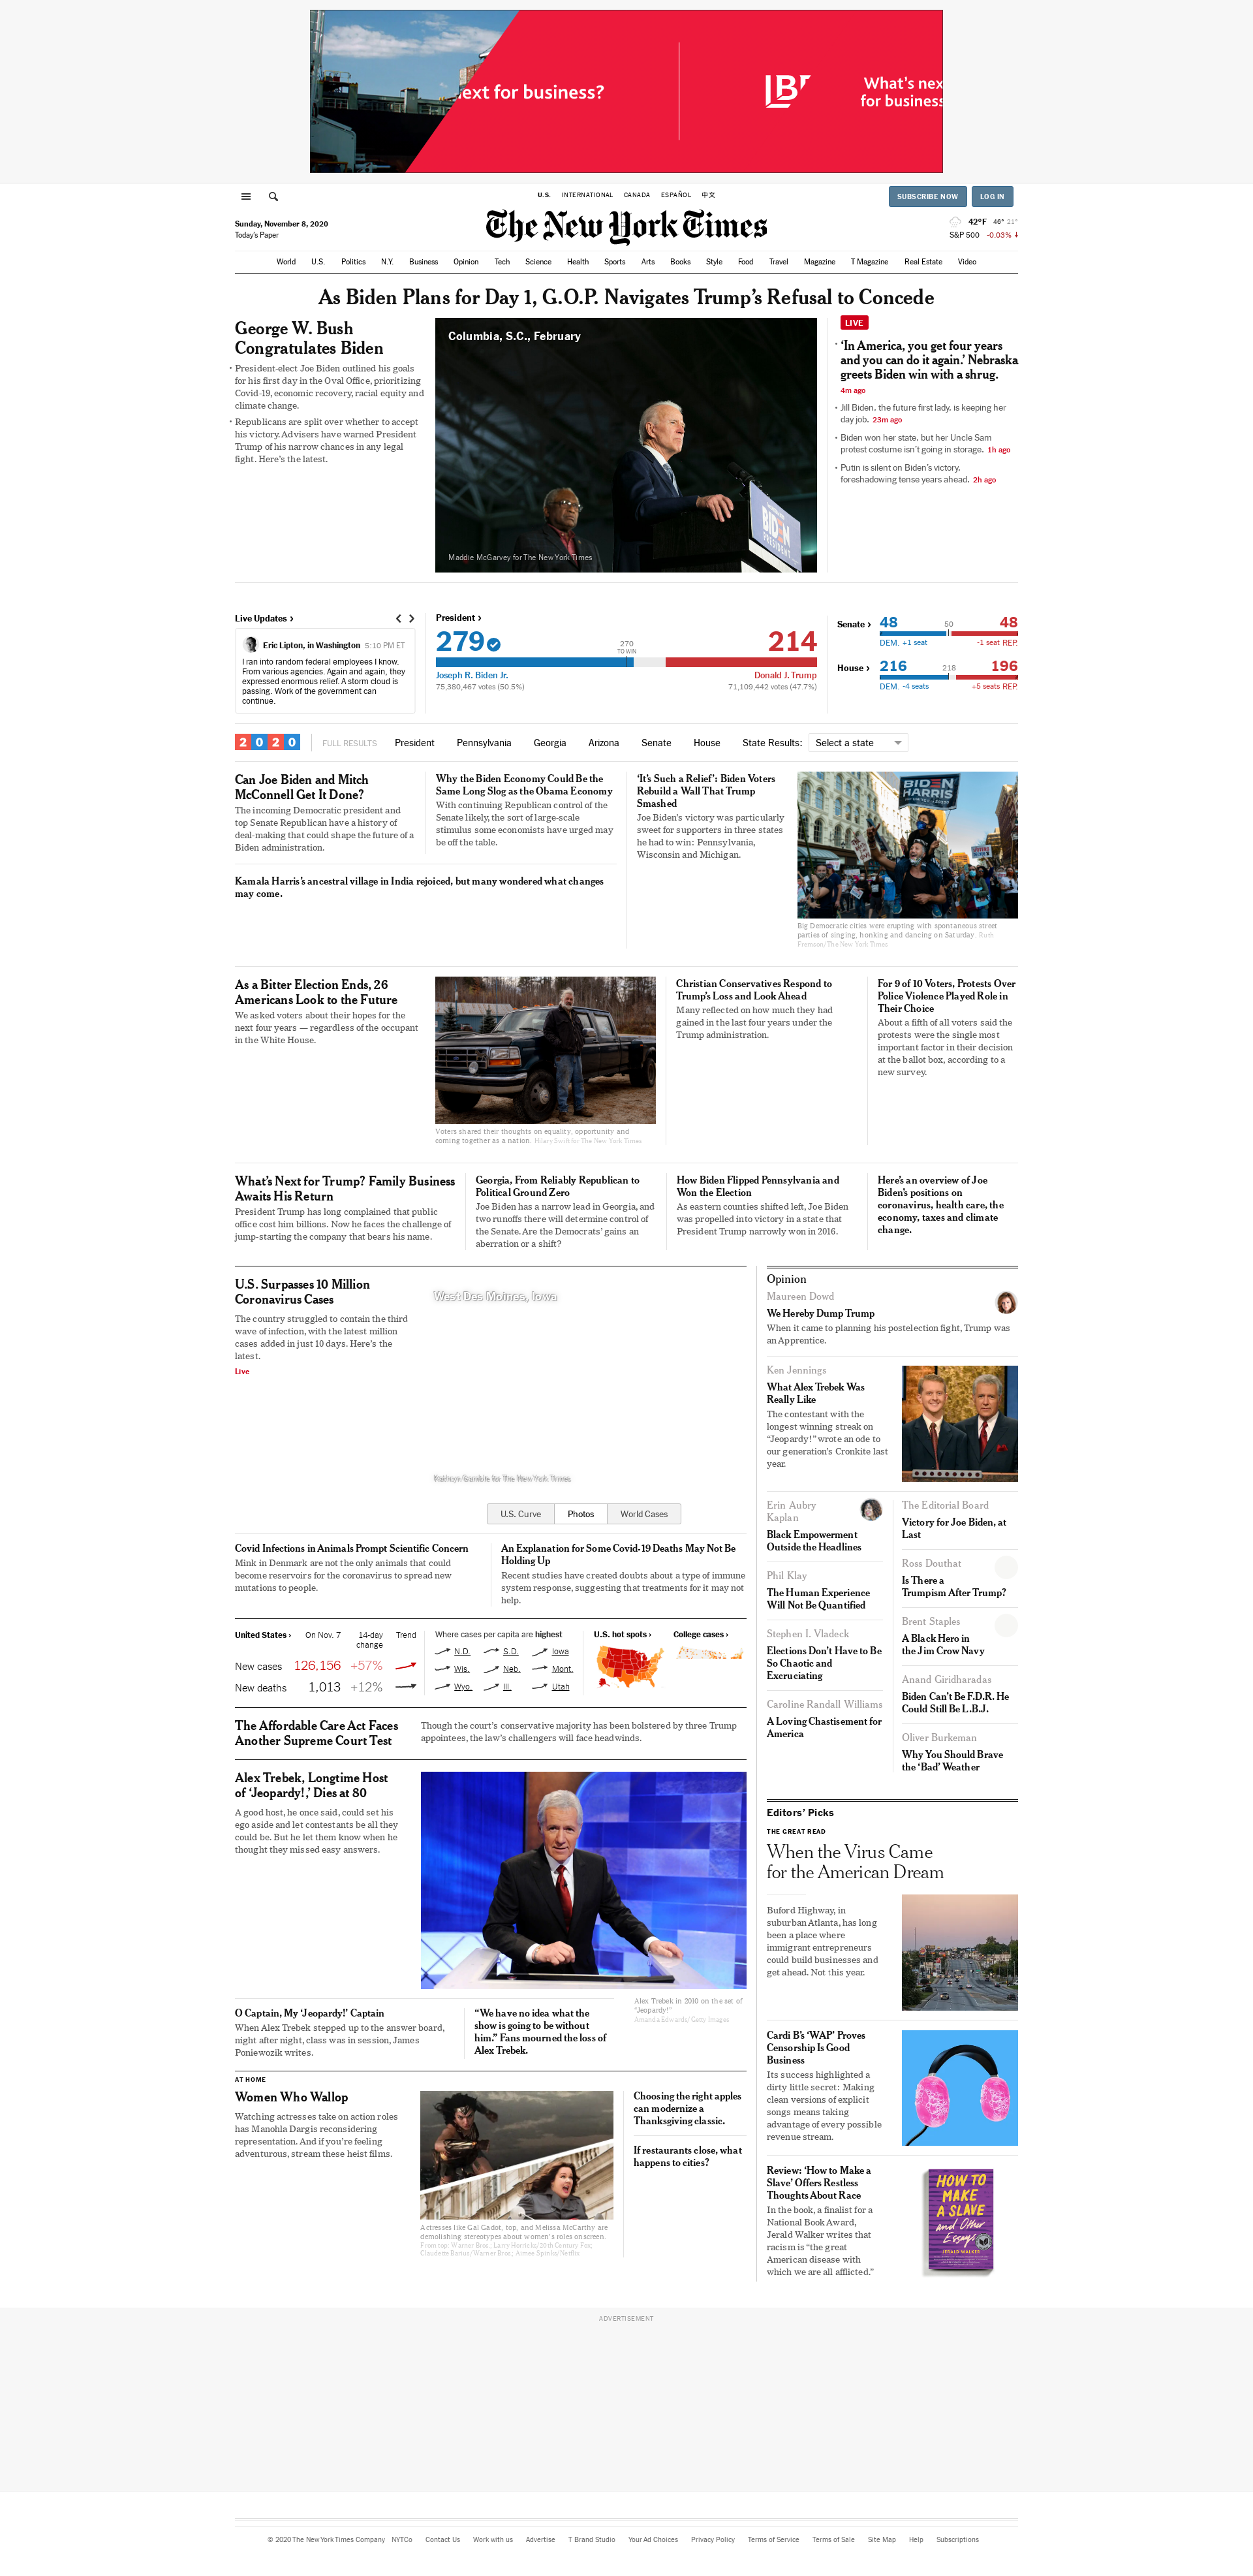 ext for business?
What's nex
for business
U.S. INTERNATIONAL CANADA ESPAÑOL 中文
SUBSCRIBE NOW LOG IN
Sunday, November 8, 2020
Today's Paper
The New York Times
42°F 46° 21°
S&P 500 -0.03%
World U.S. Politics N.Y. Business Opinion Tech Science Health Sports Arts Books Style Food Travel Magazine T Magazine Real Estate Video
As Biden Plans for Day 1, G.O.P. Navigates Trump's Refusal to Concede
George W. Bush
Congratulates Biden
President-elect Joe Biden outlined his goals
for his first day in the Oval Office, prioritizing
Covid-19, economic recovery, racial equity and
climate change.
Republicans are split over whether to accept
his victory. Advisers have warned President
Trump of his narrow chances in any legal
fight. Here's the latest.
Columbia, S.C., February
BIDEN
PRESIDENT
Maddie McGarvey for The New York Times
LIVE
'In America, you get four years
and you can do it again.' Nebraska
greets Biden win with a shrug.
4m ago
Jill Biden, the future first lady, is keeping her
day job. 23m ago
Biden won her state, but her Uncle Sam
protest costume isn't going in storage. 1h ago
Putin is silent on Biden's victory,
foreshadowing tense years ahead. 2h ago
Live Updates ›
Eric Lipton, in Washington 5:10 PM ET
I ran into random federal employees I know.
From various agencies. Again and again, they
expressed enormous relief. A storm cloud is
passing. Work of the government can
continue.
President ›
279
270
TO WIN
214
Joseph R. Biden Jr. Donald J. Trump
75,380,467 votes (50.5%) 71,109,442 votes (47.7%)
Senate › 48 50 48
DEM. +1 seat -1 seat REP.
House › 216 218 196
DEM. -4 seats +5 seats REP.
2020 FULL RESULTS President Pennsylvania Georgia Arizona Senate House State Results: Select a state
Can Joe Biden and Mitch
McConnell Get It Done?
The incoming Democratic president and
top Senate Republican have a history of
deal-making that could shape the future of a
Biden administration.
Why the Biden Economy Could Be the
Same Long Slog as the Obama Economy
With continuing Republican control of the
Senate likely, the sort of large-scale
stimulus some economists have urged may
be off the table.
Kamala Harris's ancestral village in India rejoiced, but many wondered what changes
may come.
'It's Such a Relief': Biden Voters
Rebuild a Wall That Trump
Smashed
Joe Biden's victory was particularly
sweet for supporters in three states
he had to win: Pennsylvania,
Wisconsin and Michigan.
BIDEN
HARRIS
Big Democratic cities were erupting with spontaneous street
parties of singing, honking and dancing on Saturday. Ruth
Fremson/The New York Times
As a Bitter Election Ends, 26
Americans Look to the Future
We asked voters about their hopes for the
next four years — regardless of the occupant
in the White House.
Voters shared their thoughts on equality, opportunity and
coming together as a nation. Hilary Swift for The New York Times
Christian Conservatives Respond to
Trump's Loss and Look Ahead
Many reflected on how much they had
gained in the last four years under the
Trump administration.
For 9 of 10 Voters, Protests Over
Police Violence Played Role in
Their Choice
About a fifth of all voters said the
protests were the single most
important factor in their decision
at the ballot box, according to a
new survey.
What's Next for Trump? Family Business
Awaits His Return
President Trump has long complained that public
office cost him billions. Now he faces the challenge of
jump-starting the company that bears his name.
Georgia, From Reliably Republican to
Political Ground Zero
Joe Biden has a narrow lead in Georgia, and
two runoffs there will determine control of
the Senate. Are the Democrats' gains an
aberration or a shift?
How Biden Flipped Pennsylvania and
Won the Election
As eastern counties shifted left, Joe Biden
was propelled into victory in a state that
President Trump narrowly won in 2016.
Here's an overview of Joe
Biden's positions on
coronavirus, health care, the
economy, taxes and climate
change.
U.S. Surpasses 10 Million
Coronavirus Cases
The country struggled to contain the third
wave of infection, with the latest million
cases added in just 10 days. Here's the
latest.
Live
West Des Moines, Iowa
Kathryn Gamble for The New York Times
U.S. Curve Photos World Cases
Covid Infections in Animals Prompt Scientific Concern
Mink in Denmark are not the only animals that could
become reservoirs for the coronavirus to spread new
mutations to people.
An Explanation for Some Covid-19 Deaths May Not Be
Holding Up
Recent studies have created doubts about a type of immune
system response, suggesting that treatments for it may not
help.
United States › On Nov. 7 14-day
change Trend
New cases 126,156 +57%
New deaths 1,013 +12%
Where cases per capita are highest
N.D. S.D. Iowa
Wis. Neb. Mont.
Wyo. Ill. Utah
U.S. hot spots ›
College cases ›
The Affordable Care Act Faces
Another Supreme Court Test
Though the court's conservative majority has been bolstered by three Trump
appointees, the law's challengers will face headwinds.
Alex Trebek, Longtime Host
of 'Jeopardy!,' Dies at 80
A good host, he once said, could set his
ego aside and let contestants be all they
could be. But he let them know when he
thought they missed easy answers.
Alex Trebek in 2010 on the set of
"Jeopardy!"
Amanda Edwards/Getty Images
O Captain, My 'Jeopardy!' Captain
When Alex Trebek stepped up to the answer board,
night after night, class was in session, James
Poniewozik writes.
"We have no idea what the
show is going to be without
him." Fans mourned the loss of
Alex Trebek.
AT HOME
Women Who Wallop
Watching actresses take on action roles
has Manohla Dargis reconsidering
representation. And if you're feeling
adventurous, stream these heist films.
Actresses like Gal Gadot, top, and Melissa McCarthy are
demolishing stereotypes about women's roles onscreen.
From top: Warner Bros.; Larry Horricks/20th Century Fox;
Claudette Barius/Warner Bros.; Aimee Spinks/Netflix
Choosing the right apples
can modernize a
Thanksgiving classic.
If restaurants close, what
happens to cities?
Opinion
Maureen Dowd
We Hereby Dump Trump
When it came to planning his postelection fight, Trump was
an Apprentice.
Ken Jennings
What Alex Trebek Was
Really Like
The contestant with the
longest winning streak on
"Jeopardy!" wrote an ode to
our generation's Cronkite last
year.
Erin Aubry
Kaplan
Black Empowerment
Outside the Headlines
Phil Klay
The Human Experience
Will Not Be Quantified
Stephen I. Vladeck
Elections Don't Have to Be
So Chaotic and
Excruciating
Caroline Randall Williams
A Loving Chastisement for
America
The Editorial Board
Victory for Joe Biden, at
Last
Ross Douthat
Is There a
Trumpism After Trump?
Brent Staples
A Black Hero in
the Jim Crow Navy
Anand Giridharadas
Biden Can't Be F.D.R. He
Could Still Be L.B.J.
Oliver Burkeman
Why You Should Brave
the 'Bad' Weather
Editors' Picks
THE GREAT READ
When the Virus Came
for the American Dream
Buford Highway, in
suburban Atlanta, has long
been a place where
immigrant entrepreneurs
could build businesses and
get ahead. Not this year.
Cardi B's 'WAP' Proves
Censorship Is Good
Business
Its success highlighted a
dirty little secret: Making
clean versions of explicit
songs means taking
advantage of every possible
revenue stream.
Review: 'How to Make a
Slave' Offers Restless
Thoughts About Race
In the book, a finalist for a
National Book Award,
Jerald Walker writes that
racism is "the great
American disease with
which we are all afflicted."
HOW TO
MAKE A
SLAVE
and Other
Essays
JERALD WALKER
ADVERTISEMENT
© 2020 The New York Times Company NYTCo Contact Us Work with us Advertise T Brand Studio Your Ad Choices Privacy Policy Terms of Service Terms of Sale Site Map Help Subscriptions